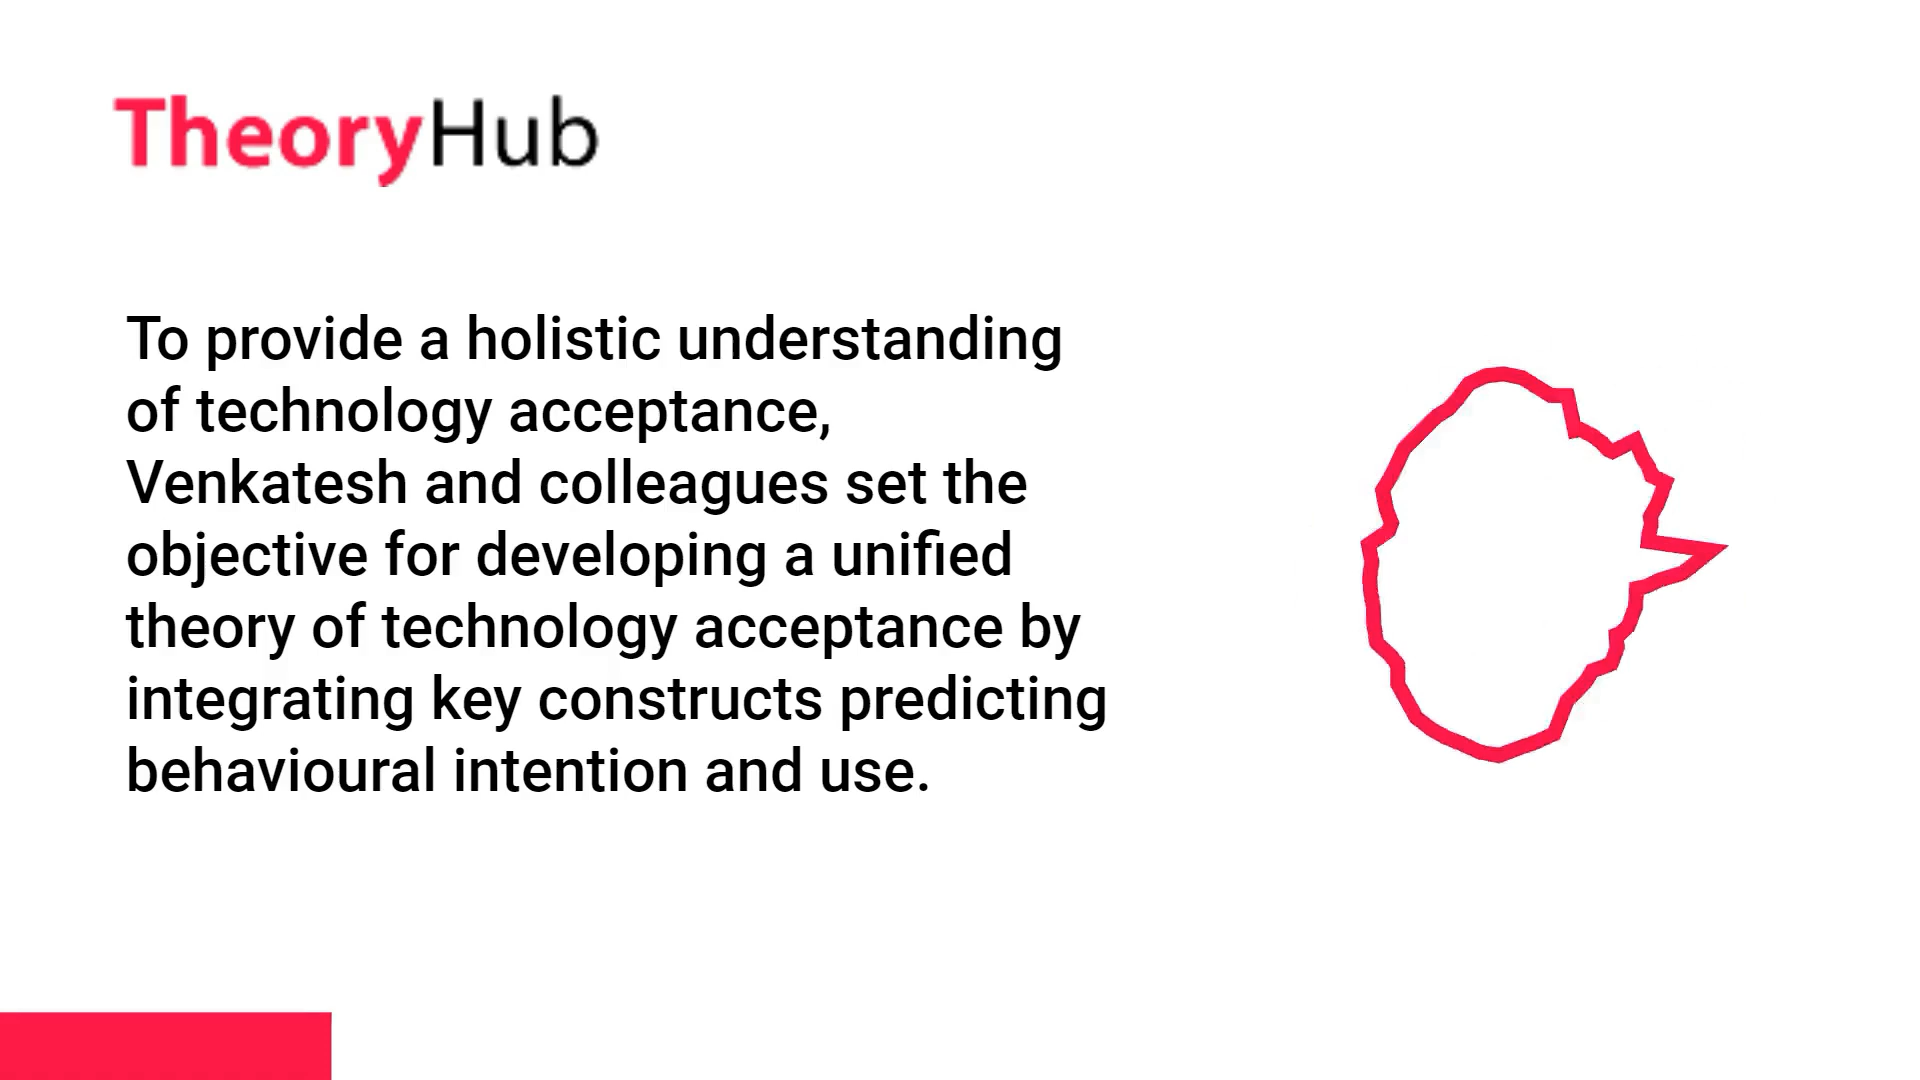 TheoryHub
To provide a holistic understanding
of technology acceptance,
Venkatesh and colleagues set the
objective for developing a unified
theory of technology acceptance by
integrating key constructs predicting
behavioural intention and use.